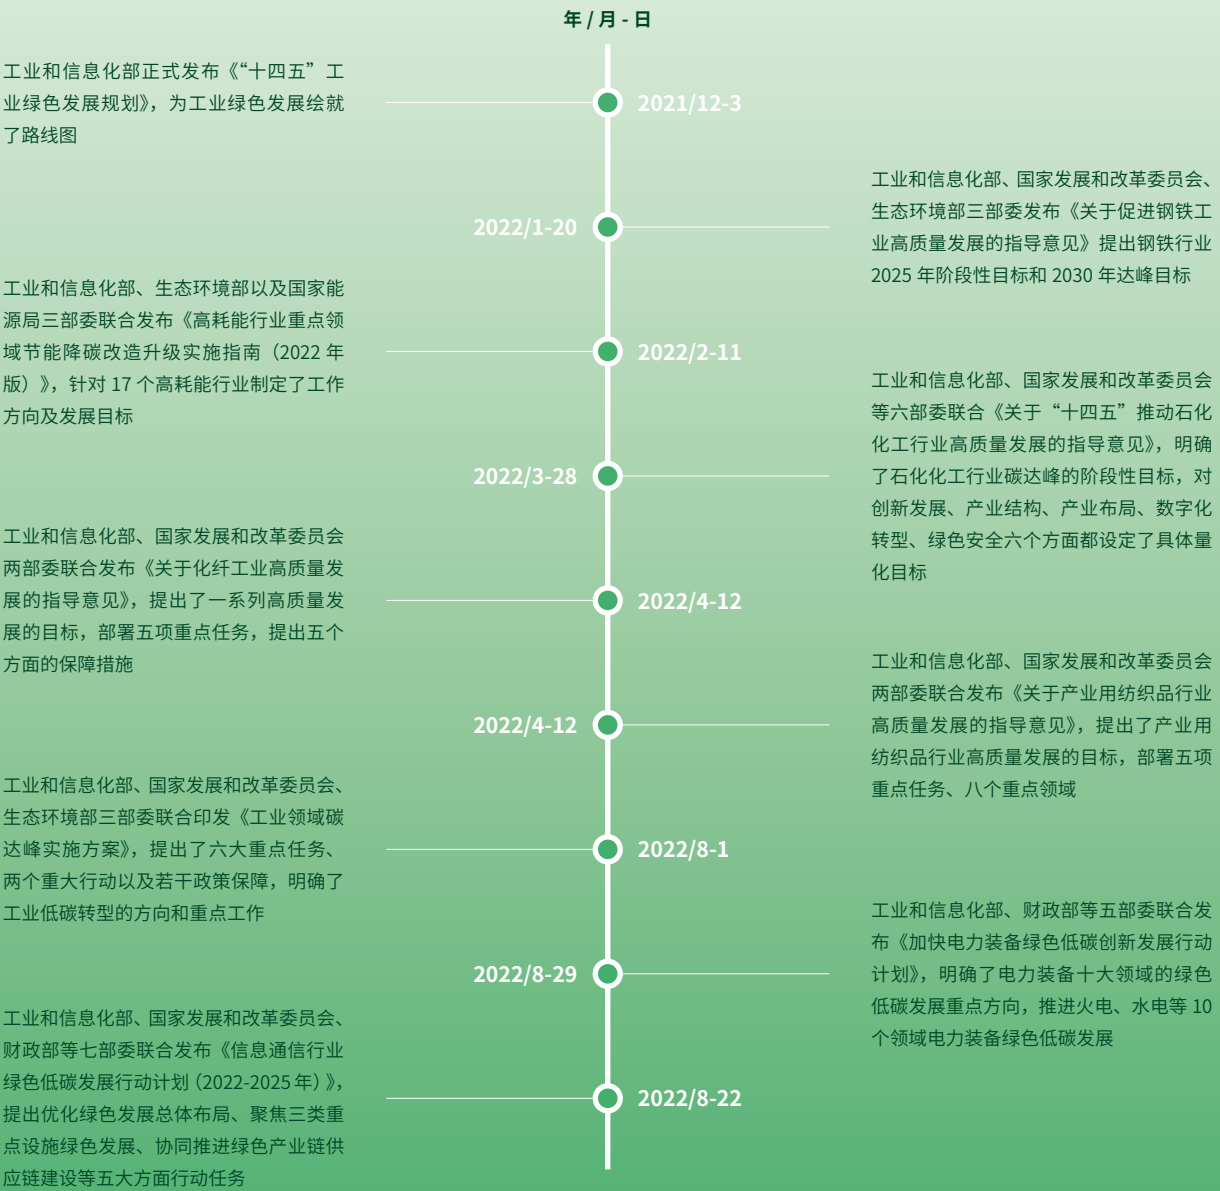 年 / 月 - 日
工业和信息化部正式发布《“十四五”工
业绿色发展规划》，为工业绿色发展绘就
了路线图
2021/12-3
2022/1-20
工业和信息化部、国家发展和改革委员会、
生态环境部三部委发布《关于促进钢铁工
业高质量发展的指导意见》提出钢铁行业
2025 年阶段性目标和 2030 年达峰目标
工业和信息化部、生态环境部以及国家能
源局三部委联合发布《高耗能行业重点领
域节能降碳改造升级实施指南（2022 年
版）》，针对 17 个高耗能行业制定了工作
方向及发展目标
2022/2-11
2022/3-28
工业和信息化部、国家发展和改革委员会
等六部委联合《关于“十四五”推动石化
化工行业高质量发展的指导意见》，明确
了石化化工行业碳达峰的阶段性目标，对
创新发展、产业结构、产业布局、数字化
转型、绿色安全六个方面都设定了具体量
化目标
工业和信息化部、国家发展和改革委员会
两部委联合发布《关于化纤工业高质量发
展的指导意见》，提出了一系列高质量发
展的目标，部署五项重点任务，提出五个
方面的保障措施
2022/4-12
2022/4-12
工业和信息化部、国家发展和改革委员会
两部委联合发布《关于产业用纺织品行业
高质量发展的指导意见》，提出了产业用
纺织品行业高质量发展的目标，部署五项
重点任务、八个重点领域
工业和信息化部、国家发展和改革委员会、
生态环境部三部委联合印发《工业领域碳
达峰实施方案》，提出了六大重点任务、
两个重大行动以及若干政策保障，明确了
工业低碳转型的方向和重点工作
2022/8-1
2022/8-29
工业和信息化部、财政部等五部委联合发
布《加快电力装备绿色低碳创新发展行动
计划》，明确了电力装备十大领域的绿色
低碳发展重点方向，推进火电、水电等 10
个领域电力装备绿色低碳发展
工业和信息化部、国家发展和改革委员会、
财政部等七部委联合发布《信息通信行业
绿色低碳发展行动计划（2022-2025 年）》，
提出优化绿色发展总体布局、聚焦三类重
点设施绿色发展、协同推进绿色产业链供
应链建设等五大方面行动任务
2022/8-22